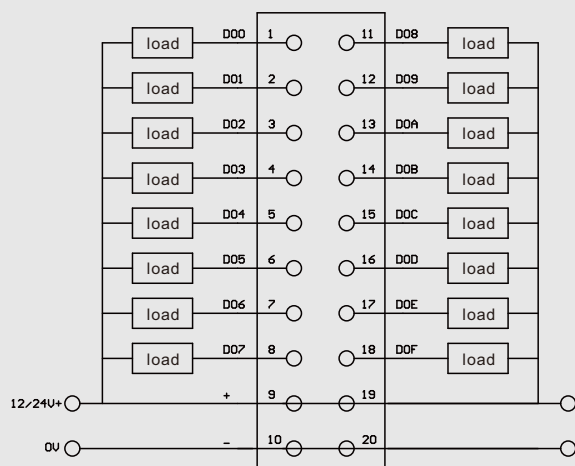 load DO0 1 11 DO8 load
load DO1 2 12 DO9 load
load DO2 3 13 DOA load
load DO3 4 14 DOB load
load DO4 5 15 DOC load
load DO5 6 16 DOD load
load DO6 7 17 DOE load
load DO7 8 18 DOF load
12/24V+ + 9 19
0V - 10 20